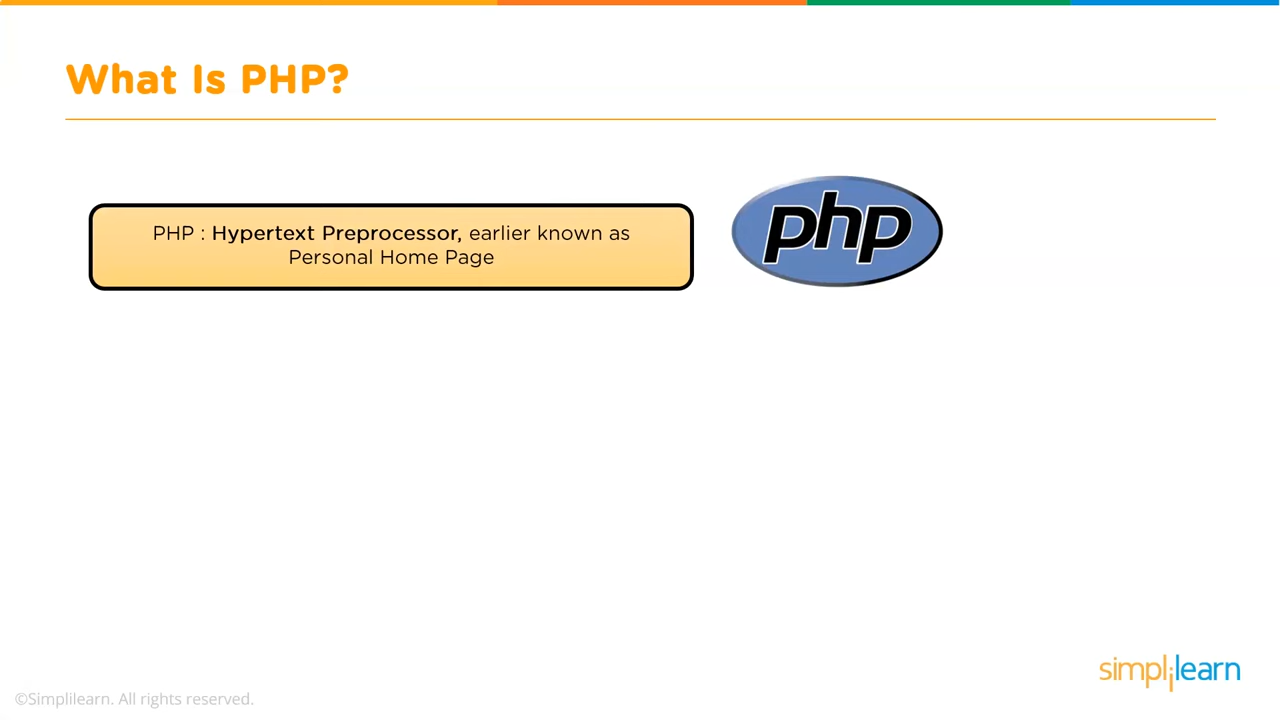 What Is PHP?
PHP : Hypertext Preprocessor, earlier known as
Personal Home Page
php
simplilearn
©Simplilearn. All rights reserved.